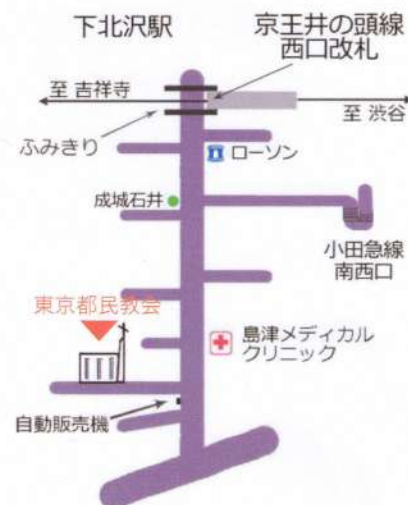 下北沢駅
京王井の頭線
西口改札
至 吉祥寺
至 渋谷
ふみきり
ローソン
成城石井
小田急線
南西口
東京都民教会
島津メディカル
クリニック
自動販売機